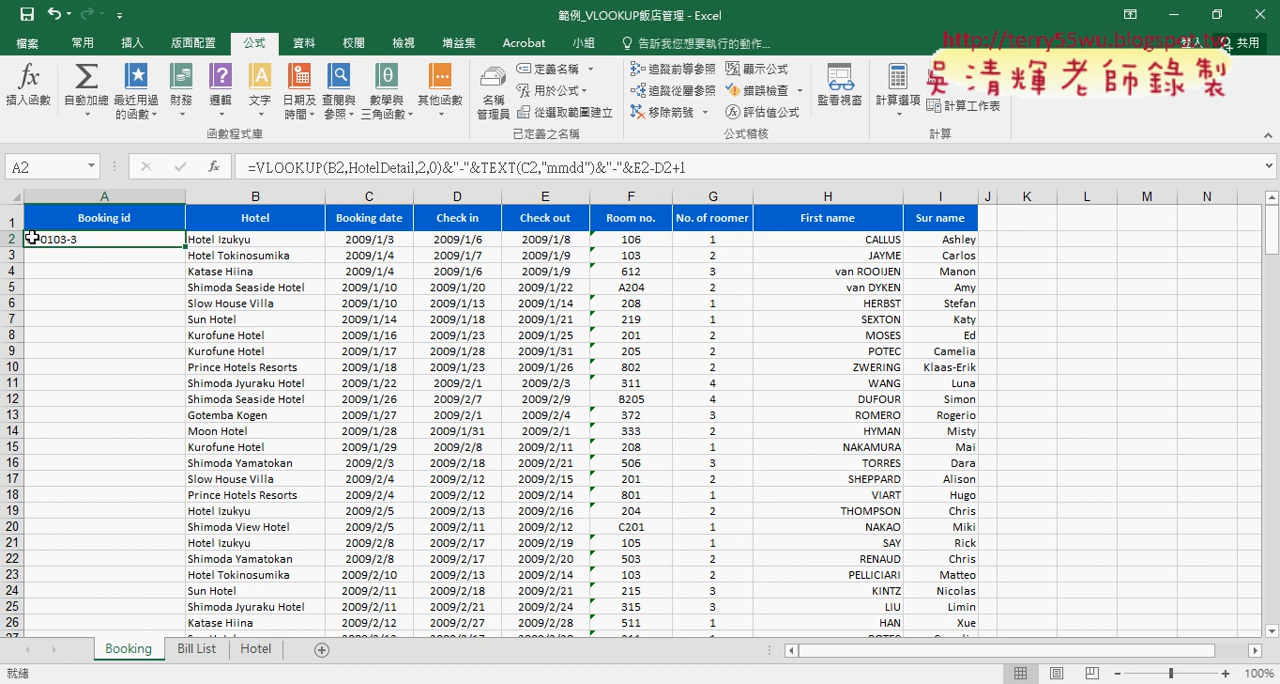 範例_VLOOKUP飯店管理 - Excel
檔案 常用 插入 版面配置 公式 資料 校閱 檢視 增益集 Acrobat 小組 告訴我您想要執行的動作... 登入 共用
http://terry55wu.blogspot.tw
吳清輝老師錄製
插入函數 自動加總 最近用過的函數 財務 邏輯 文字 日期及時間 查閱與參照 數學與三角函數 其他函數
函數程式庫
名稱管理員 定義名稱 用於公式 從選取範圍建立
已定義之名稱
追蹤前導參照 追蹤從屬參照 移除箭號 顯示公式 錯誤檢查 評估值公式 監看視窗
公式稽核
計算選項 計算工作表
計算
A2 fx =VLOOKUP(B2,HotelDetail,2,0)&"-"&TEXT(C2,"mmdd")&"-"&E2-D2+1
A B C D E F G H I J K L M N
1 Booking id Hotel Booking date Check in Check out Room no. No. of roomer First name Sur name
2 0103-3 Hotel Izukyu 2009/1/3 2009/1/6 2009/1/8 106 1 CALLUS Ashley
3 Hotel Tokinosumika 2009/1/4 2009/1/7 2009/1/9 103 2 JAYME Carlos
4 Katase Hiina 2009/1/4 2009/1/6 2009/1/9 612 3 van ROOIJEN Manon
5 Shimoda Seaside Hotel 2009/1/10 2009/1/20 2009/1/22 A204 2 van DYKEN Amy
6 Slow House Villa 2009/1/10 2009/1/13 2009/1/14 208 1 HERBST Stefan
7 Sun Hotel 2009/1/14 2009/1/18 2009/1/21 219 1 SEXTON Katy
8 Kurofune Hotel 2009/1/16 2009/1/23 2009/1/25 201 2 MOSES Ed
9 Kurofune Hotel 2009/1/17 2009/1/28 2009/1/31 205 2 POTEC Camelia
10 Prince Hotels Resorts 2009/1/18 2009/1/23 2009/1/26 802 2 ZWERING Klaas-Erik
11 Shimoda Jyuraku Hotel 2009/1/22 2009/2/1 2009/2/3 311 4 WANG Luna
12 Shimoda Seaside Hotel 2009/1/26 2009/2/7 2009/2/9 B205 4 DUFOUR Simon
13 Gotemba Kogen 2009/1/27 2009/2/1 2009/2/4 372 3 ROMERO Rogerio
14 Moon Hotel 2009/1/28 2009/1/31 2009/2/1 333 2 HYMAN Misty
15 Kurofune Hotel 2009/1/29 2009/2/8 2009/2/11 208 1 NAKAMURA Mai
16 Shimoda Yamatokan 2009/2/3 2009/2/18 2009/2/21 506 3 TORRES Dara
17 Slow House Villa 2009/2/4 2009/2/12 2009/2/15 201 2 SHEPPARD Alison
18 Prince Hotels Resorts 2009/2/4 2009/2/12 2009/2/14 801 1 VIART Hugo
19 Hotel Izukyu 2009/2/5 2009/2/13 2009/2/16 204 2 THOMPSON Chris
20 Shimoda View Hotel 2009/2/5 2009/2/11 2009/2/12 C201 1 NAKAO Miki
21 Hotel Izukyu 2009/2/8 2009/2/17 2009/2/19 105 1 SAY Rick
22 Shimoda Yamatokan 2009/2/8 2009/2/17 2009/2/20 503 2 RENAUD Chris
23 Hotel Tokinosumika 2009/2/10 2009/2/13 2009/2/14 103 2 PELLICIARI Matteo
24 Sun Hotel 2009/2/11 2009/2/18 2009/2/21 215 3 KINTZ Nicolas
25 Shimoda Jyuraku Hotel 2009/2/11 2009/2/21 2009/2/24 315 3 LIU Limin
26 Katase Hiina 2009/2/12 2009/2/27 2009/2/28 511 1 HAN Xue
Booking Bill List Hotel
就緒 100%